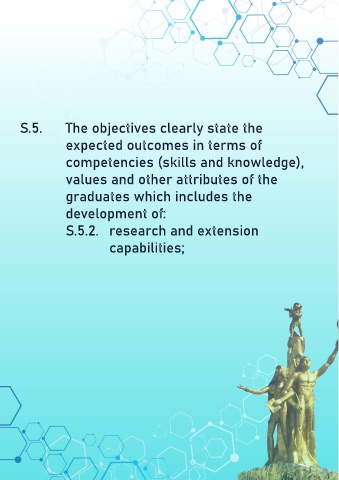 S.5. The objectives clearly state the
expected outcomes in terms of
competencies (skills and knowledge),
values and other attributes of the
graduates which includes the
development of:
S.5.2. research and extension
capabilities;